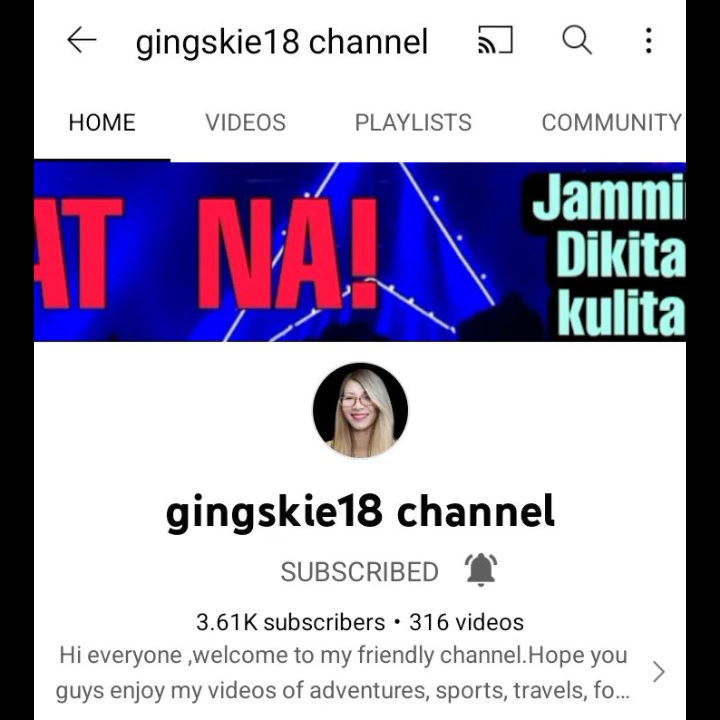 gingskie18 channel
HOME VIDEOS PLAYLISTS COMMUNITY
AT NA!
Jammi
Dikita
kulita
gingskie18 channel
SUBSCRIBED
3.61K subscribers • 316 videos
Hi everyone ,welcome to my friendly channel.Hope you
guys enjoy my videos of adventures, sports, travels, fo...